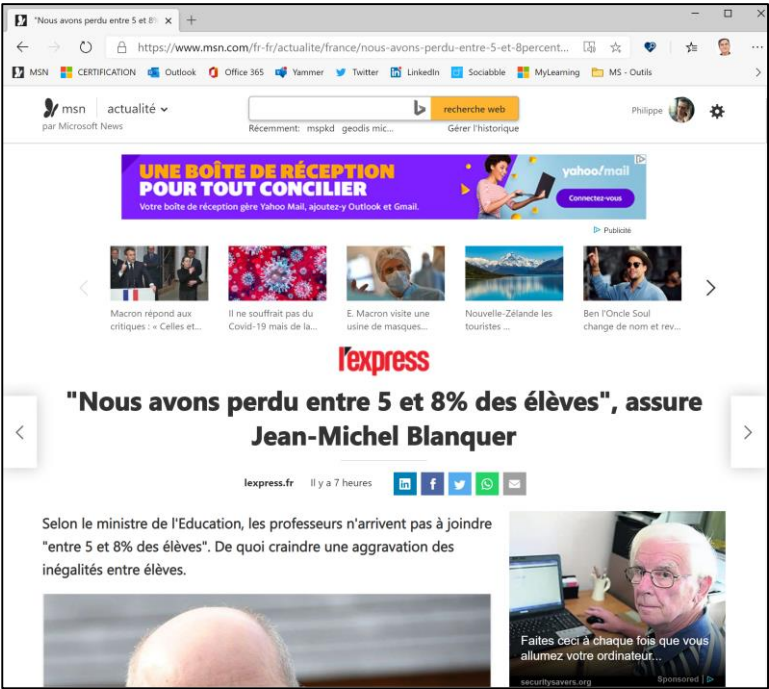 "Nous avons perdu entre 5 et 8%
https://www.msn.com/fr-fr/actualite/france/nous-avons-perdu-entre-5-et-8percent...
MSN CERTIFICATION Outlook Office 365 Yammer Twitter LinkedIn Sociabble MyLearning MS - Outils
msn actualité
par Microsoft News
recherche web
Philippe
Récemment: mspkd geodis mic... Gérer l'historique
UNE BOÎTE DE RÉCEPTION
POUR TOUT CONCILIER
Votre boîte de réception gère Yahoo Mail, ajoutez-y Outlook et Gmail.
yahoo!mail
Connectez-vous
Publicité
Macron répond aux
critiques : « Celles et...
Il ne souffrait pas du
Covid-19 mais de la...
E. Macron visite une
usine de masques...
Nouvelle-Zélande les
touristes ...
Ben l'Oncle Soul
change de nom et rev...
l'express
"Nous avons perdu entre 5 et 8% des élèves", assure
Jean-Michel Blanquer
lexpress.fr Il y a 7 heures
Selon le ministre de l'Education, les professeurs n'arrivent pas à joindre
"entre 5 et 8% des élèves". De quoi craindre une aggravation des
inégalités entre élèves.
Faites ceci à chaque fois que vous
allumez votre ordinateur...
securitysavers.org Sponsored